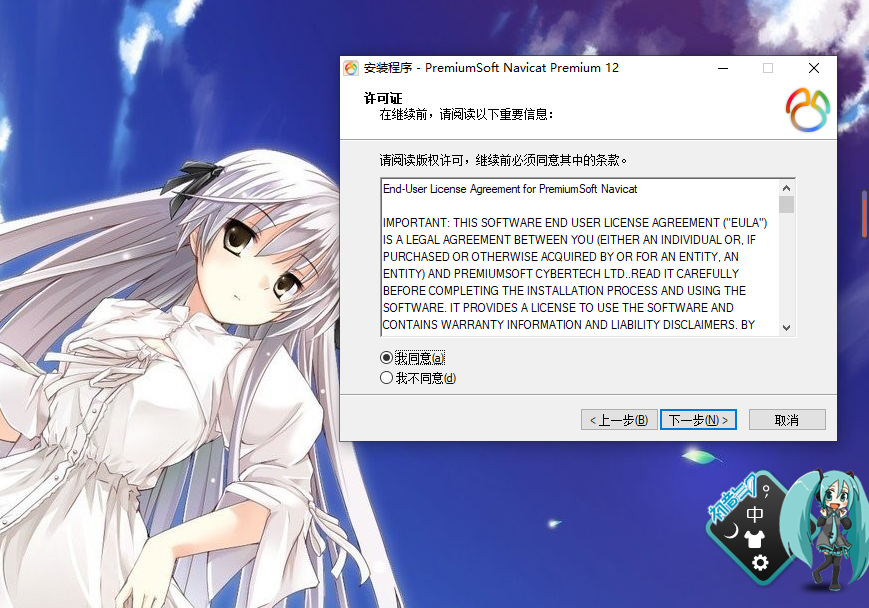 安装程序 - PremiumSoft Navicat Premium 12
许可证
在继续前，请阅读以下重要信息：
请阅读版权许可，继续前必须同意其中的条款。
End-User License Agreement for PremiumSoft Navicat
IMPORTANT: THIS SOFTWARE END USER LICENSE AGREEMENT ("EULA")
IS A LEGAL AGREEMENT BETWEEN YOU (EITHER AN INDIVIDUAL OR, IF
PURCHASED OR OTHERWISE ACQUIRED BY OR FOR AN ENTITY, AN
ENTITY) AND PREMIUMSOFT CYBERTECH LTD..READ IT CAREFULLY
BEFORE COMPLETING THE INSTALLATION PROCESS AND USING THE
SOFTWARE. IT PROVIDES A LICENSE TO USE THE SOFTWARE AND
CONTAINS WARRANTY INFORMATION AND LIABILITY DISCLAIMERS. BY
我同意(a)
我不同意(d)
< 上一步(B)
下一步(N) >
取消
初音ミク
中